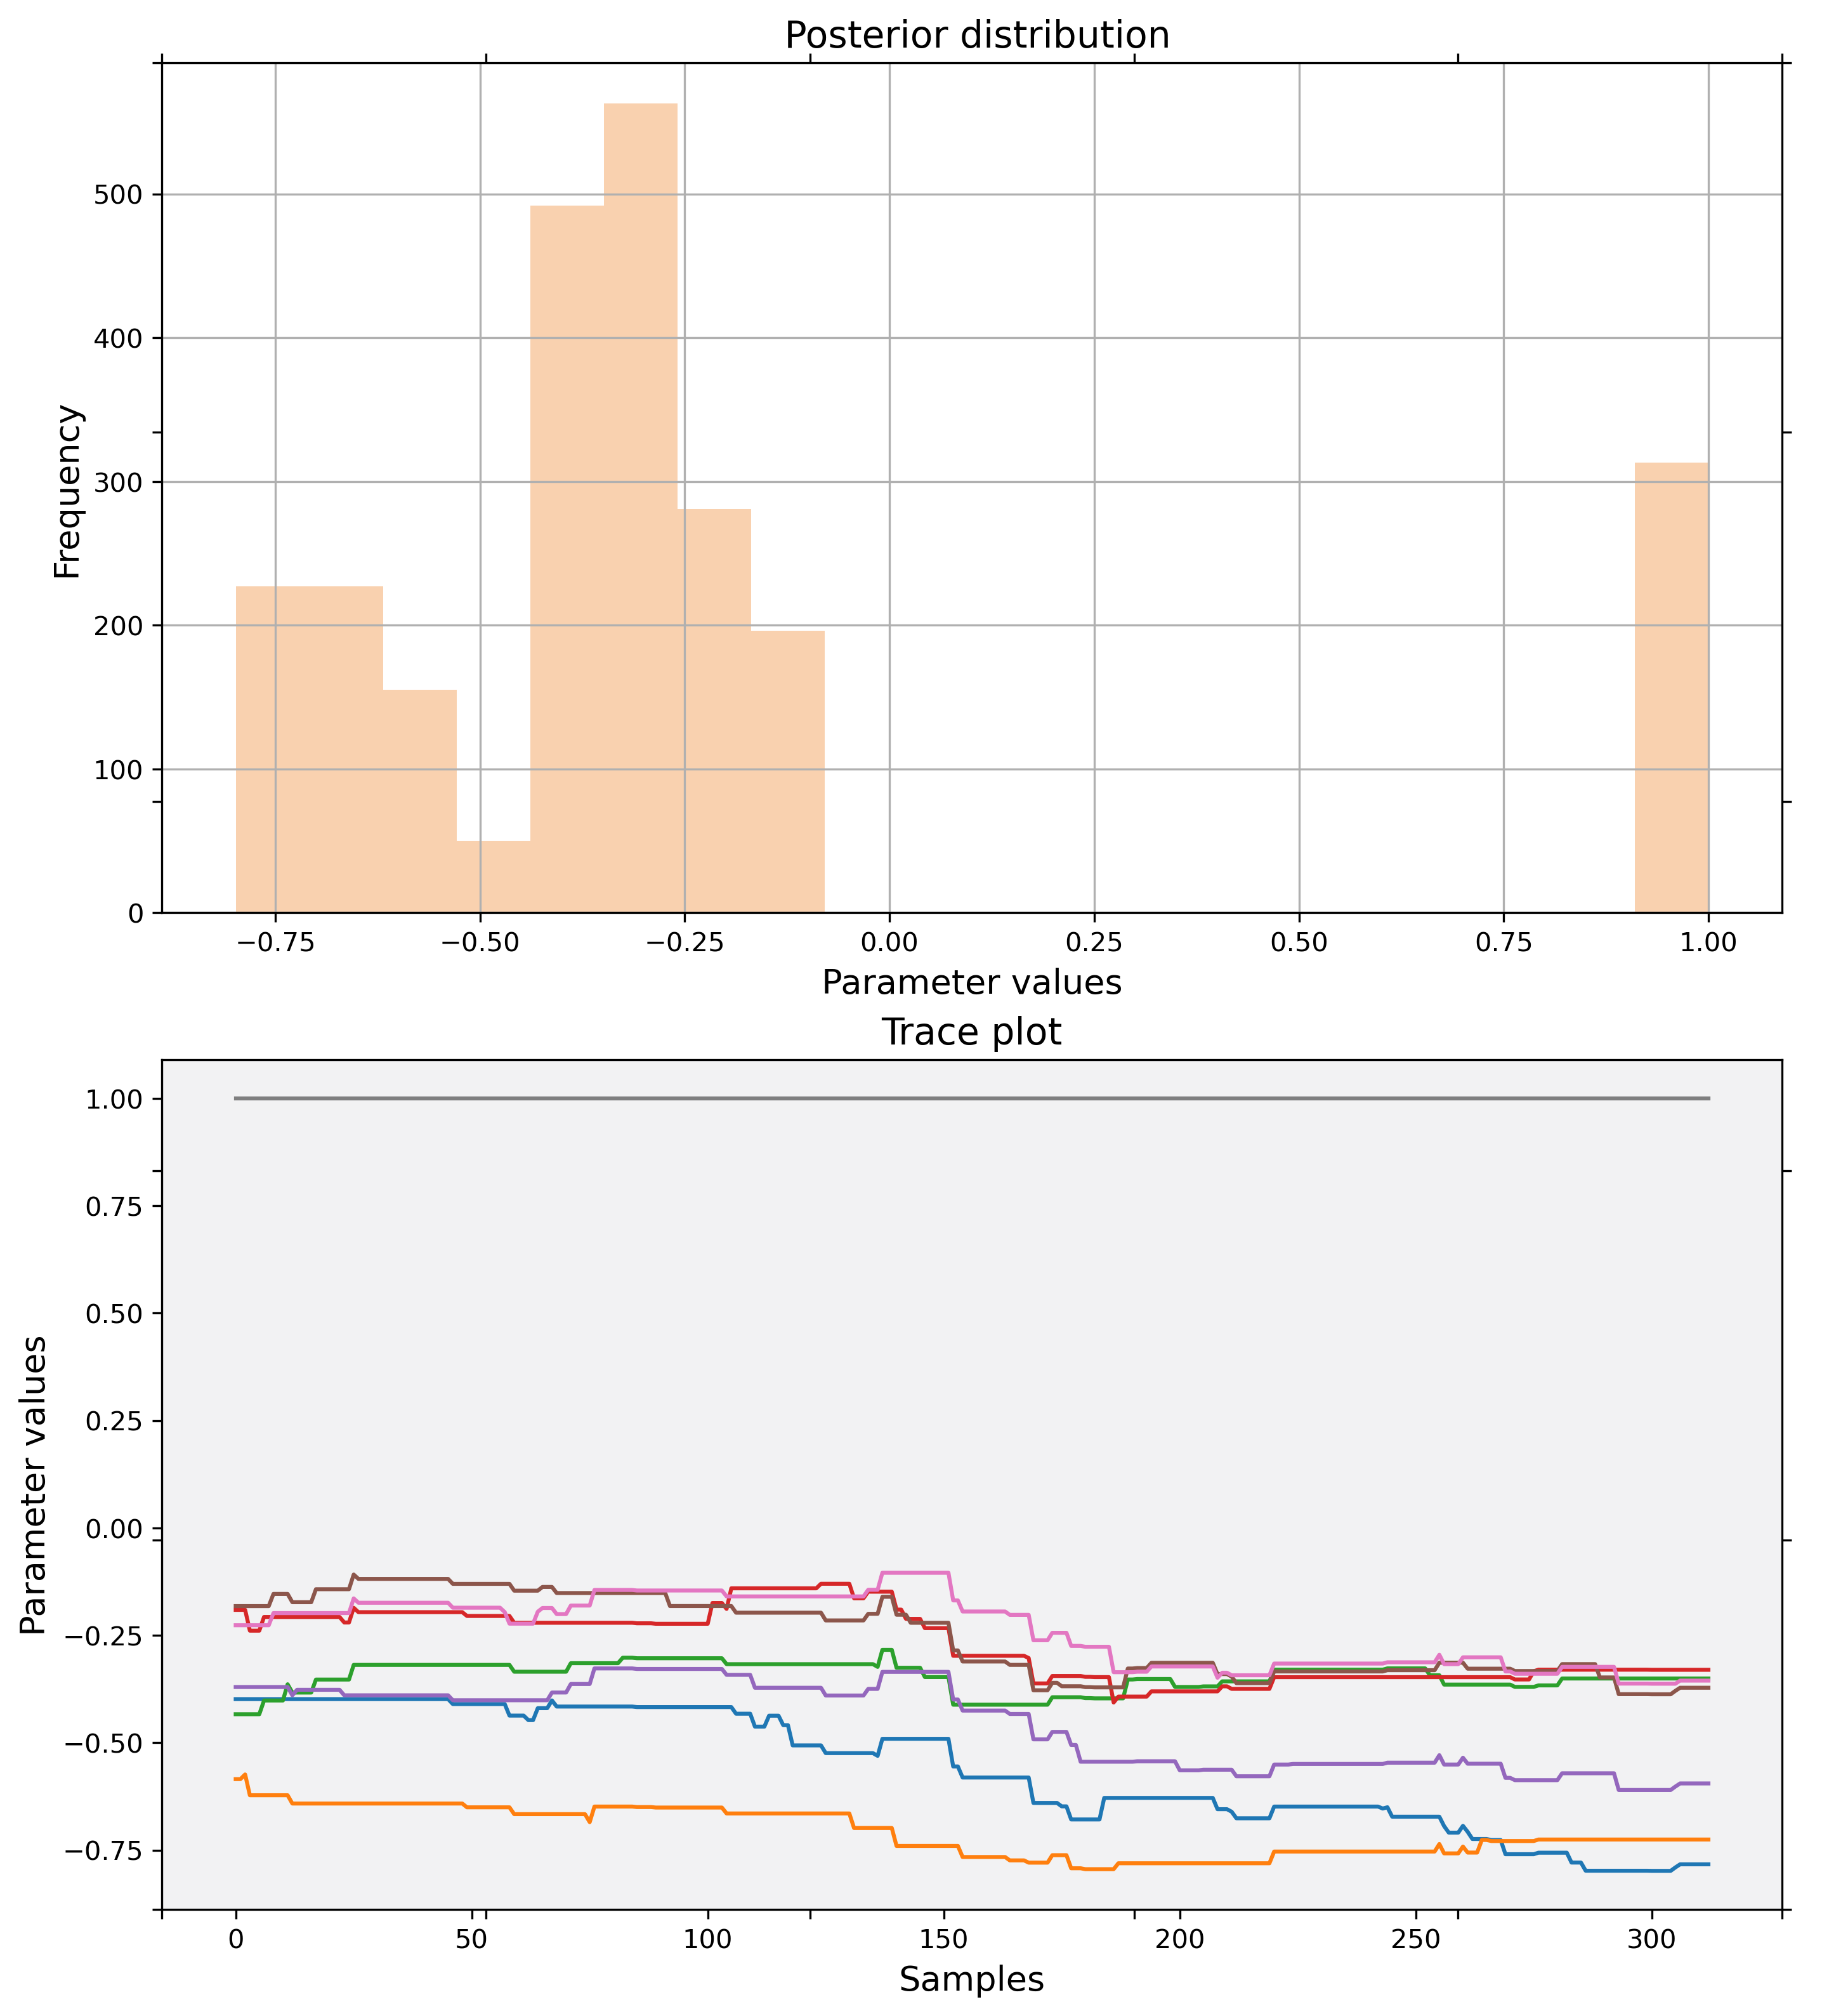 Posterior distribution
500
400
300
200
100
0
Frequency
−0.75 −0.50 −0.25 0.00 0.25 0.50 0.75 1.00
Parameter values
Trace plot
1.00
0.75
0.50
0.25
0.00
−0.25
−0.50
−0.75
Parameter values
0 50 100 150 200 250 300
Samples